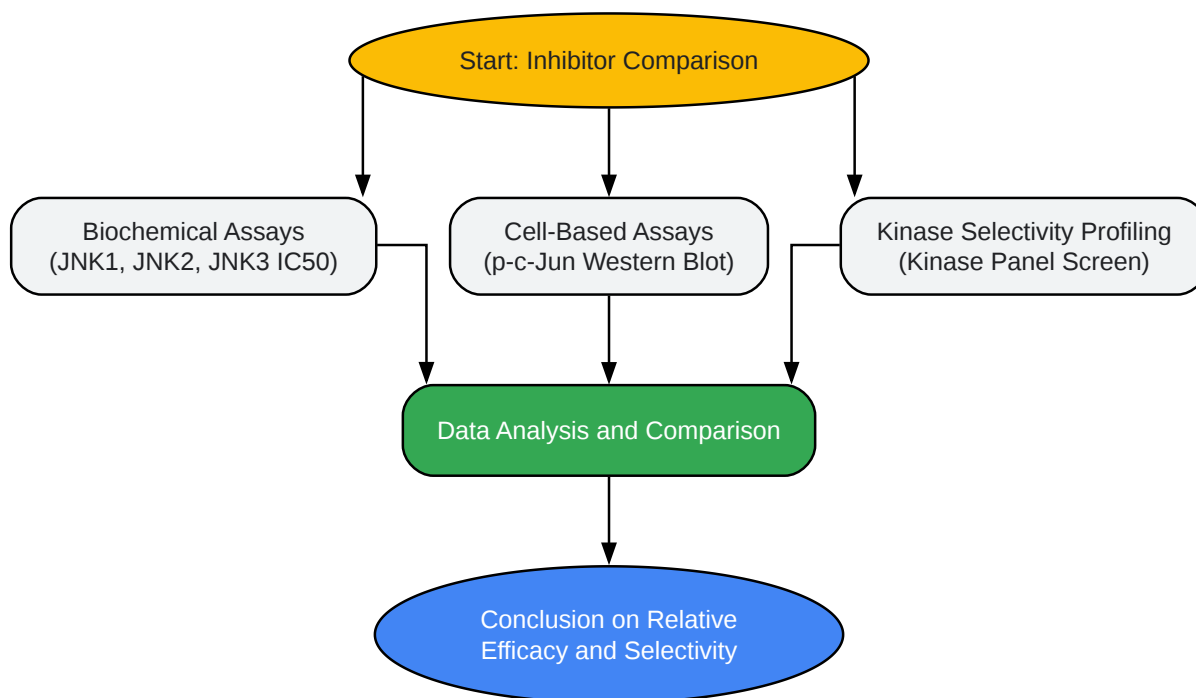 Start: Inhibitor Comparison
Biochemical Assays
(JNK1, JNK2, JNK3 IC50)
Cell-Based Assays
(p-c-Jun Western Blot)
Kinase Selectivity Profiling
(Kinase Panel Screen)
Data Analysis and Comparison
Conclusion on Relative
Efficacy and Selectivity